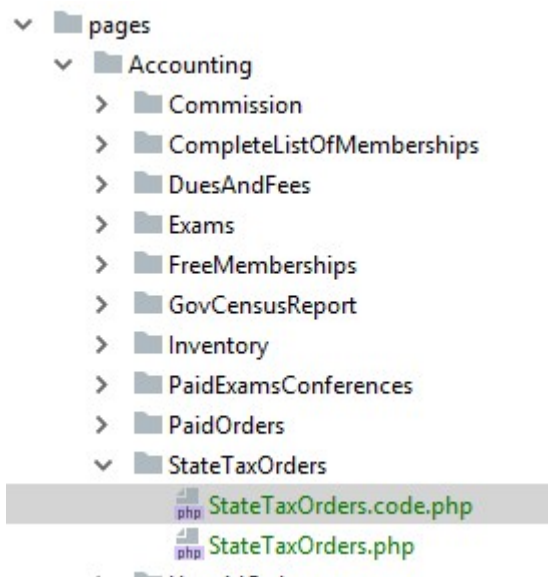 pages
Accounting
Commission
CompleteListOfMemberships
DuesAndFees
Exams
FreeMemberships
GovCensusReport
Inventory
PaidExamsConferences
PaidOrders
StateTaxOrders
php StateTaxOrders.code.php
php StateTaxOrders.php